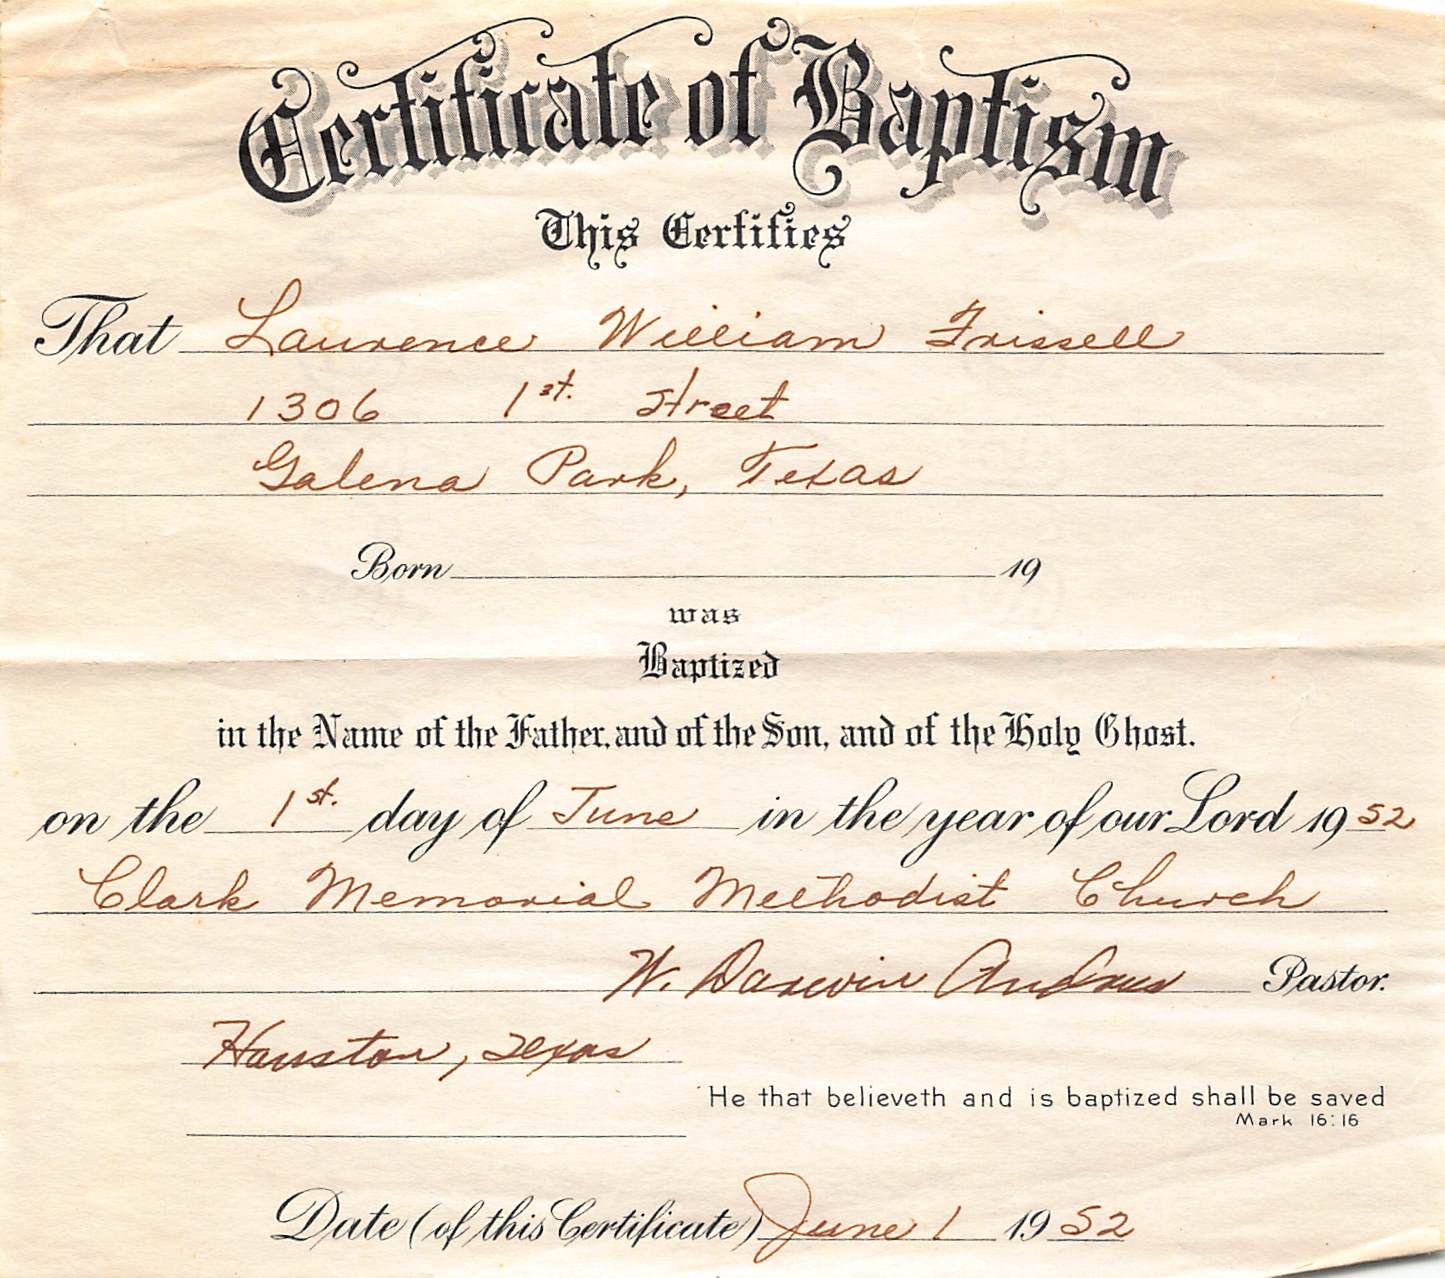 Certificate of Baptism
This Certifies
That Laurence William Frissell
1306 1st. Street
Galena Park, Texas
Born 19
was
Baptized
in the Name of the Father, and of the Son, and of the Holy Ghost.
on the 1st. day of June in the year of our Lord 1952
Clark Memorial Methodist Church
W. Darwin Andrews Pastor.
Houston, Texas
"He that believeth and is baptized shall be saved
Mark 16:16
Date (of this Certificate) June 1 1952